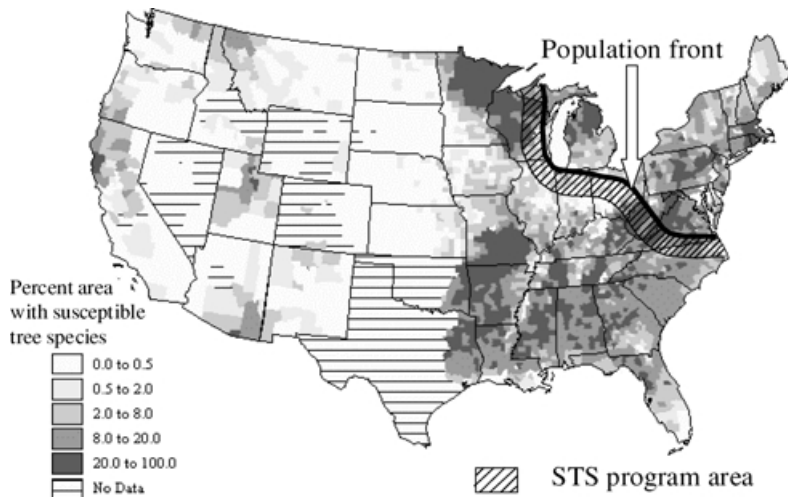 Population front
Percent area
with susceptible
tree species
0.0 to 0.5
0.5 to 2.0
2.0 to 8.0
8.0 to 20.0
20.0 to 100.0
No Data
STS program area